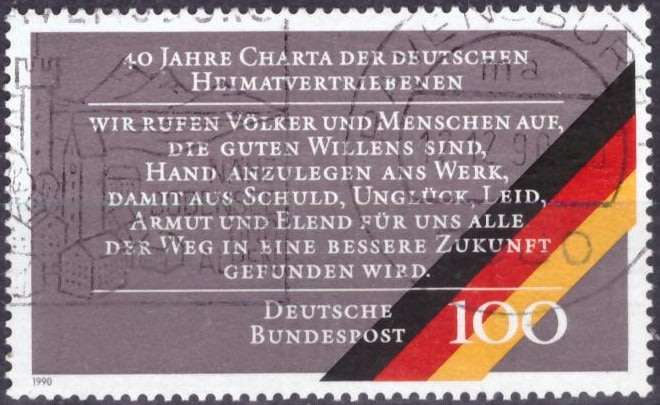 40 JAHRE CHARTA DER DEUTSCHEN
HEIMATVERTRIEBENEN
WIR RUFEN VÖLKER UND MENSCHEN AUF,
DIE GUTEN WILLENS SIND,
HAND ANZULEGEN ANS WERK,
DAMIT AUS SCHULD, UNGLÜCK, LEID,
ARMUT UND ELEND FÜR UNS ALLE
DER WEG IN EINE BESSERE ZUKUNFT
GEFUNDEN WIRD.
DEUTSCHE
BUNDESPOST
100
1990
ma